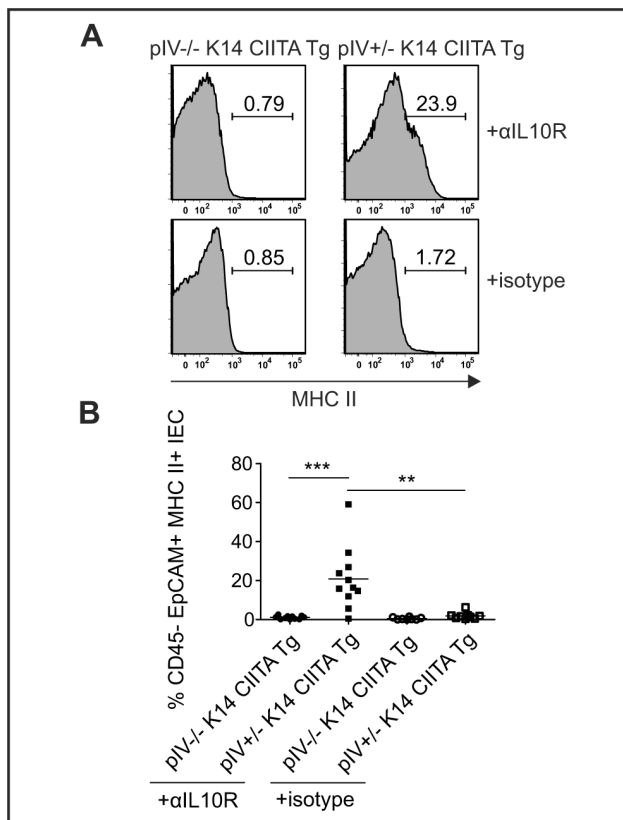 A
pIV-/- K14 CIITA Tg pIV+/- K14 CIITA Tg
0.79 23.9
+αIL10R
0 10² 10³ 10⁴ 10⁵ 0 10² 10³ 10⁴ 10⁵
0.85 1.72
+isotype
0 10² 10³ 10⁴ 10⁵ 0 10² 10³ 10⁴ 10⁵
MHC II
B
% CD45- EpCAM+ MHC II+ IEC
80
60
40
20
0
*** **
pIV-/- K14 CIITA Tg
pIV+/- K14 CIITA Tg
pIV-/- K14 CIITA Tg
pIV+/- K14 CIITA Tg
+αIL10R +isotype